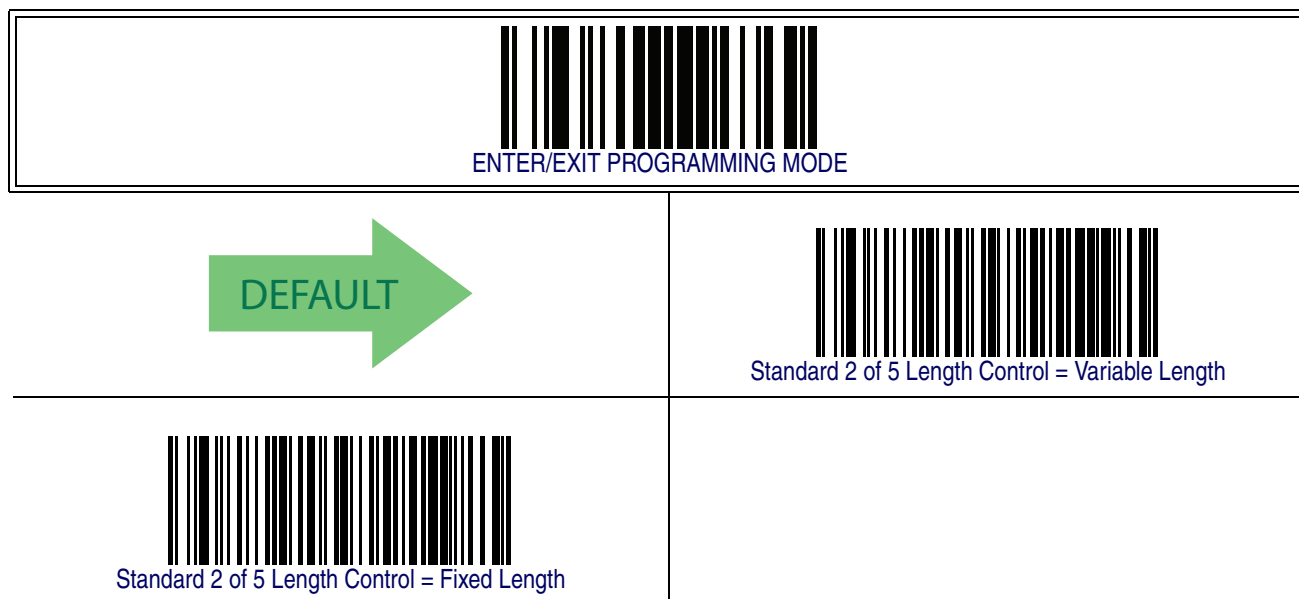 ENTER/EXIT PROGRAMMING MODE
DEFAULT
Standard 2 of 5 Length Control = Variable Length
Standard 2 of 5 Length Control = Fixed Length